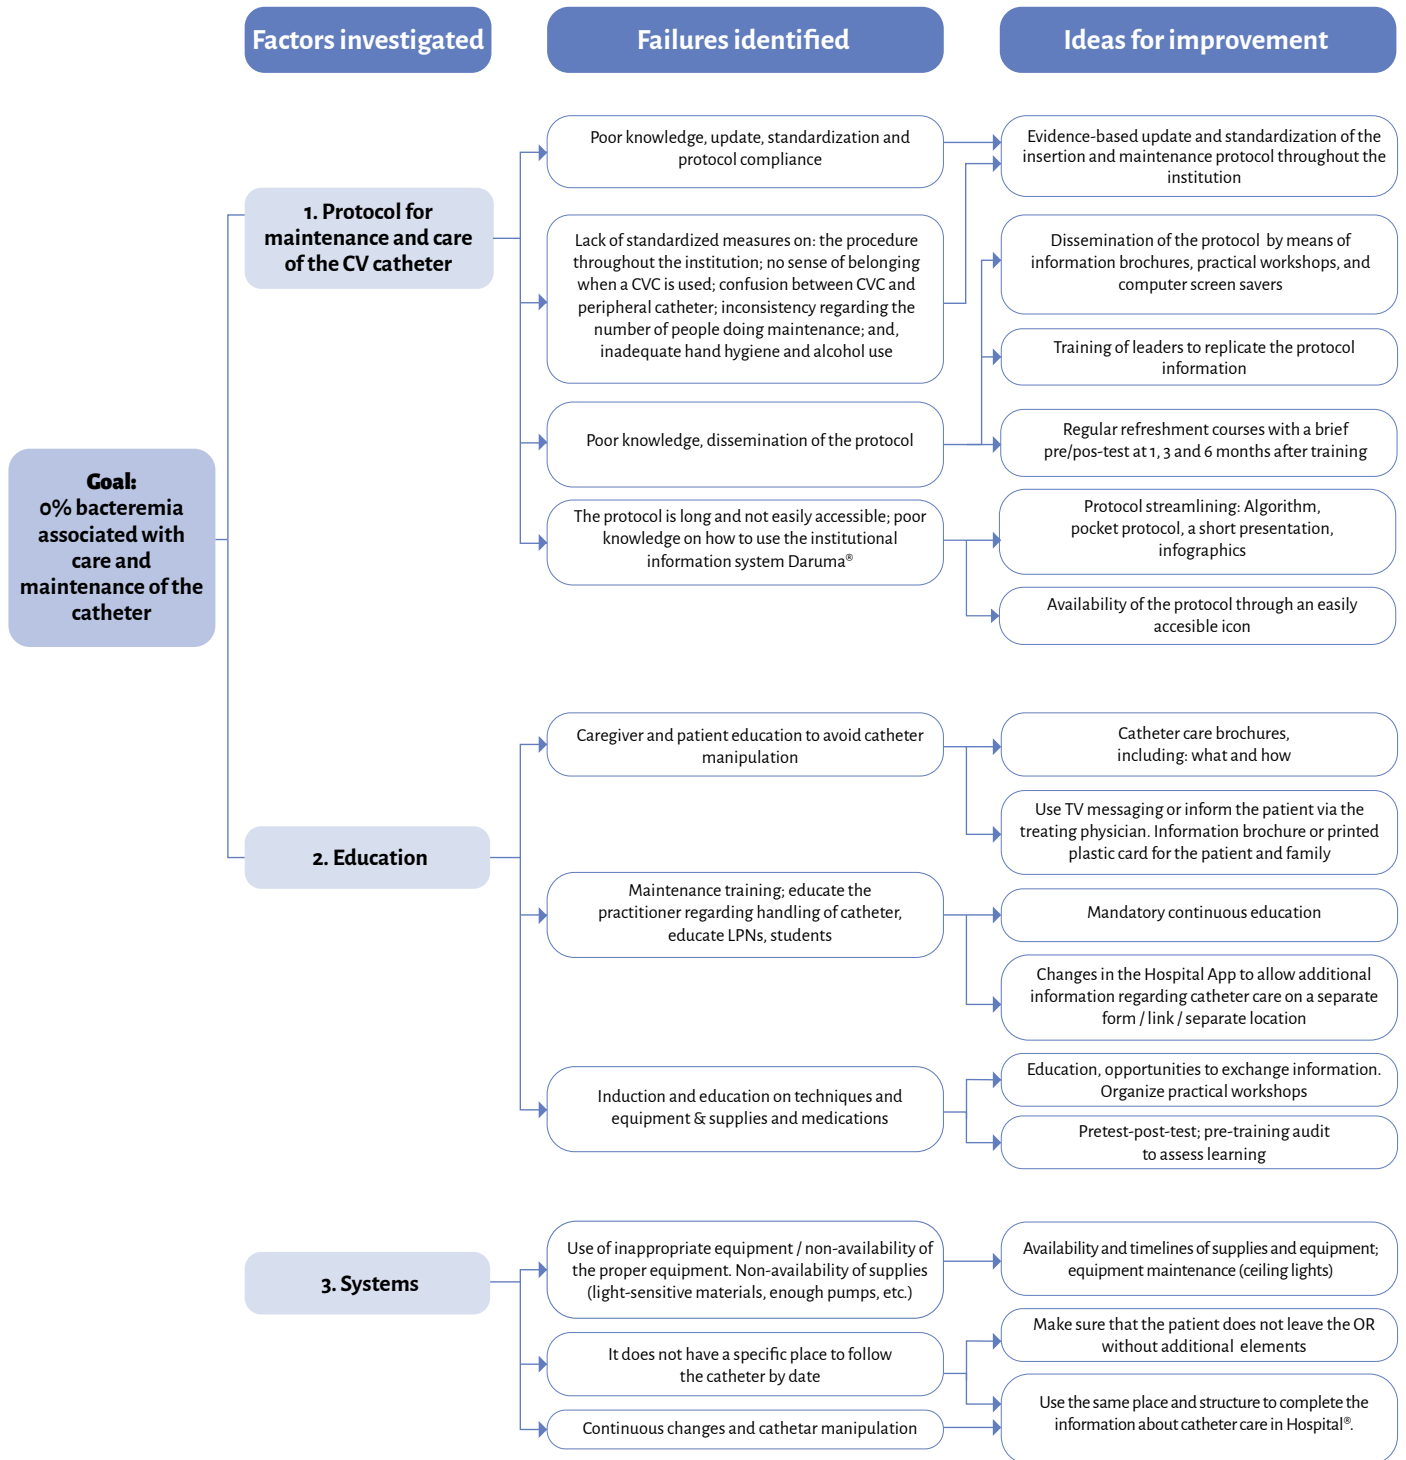 Factors investigated
Failures identified
Ideas for improvement
Goal:
0% bacteremia
associated with
care and
maintenance of the
catheter
1. Protocol for
maintenance and care
of the CV catheter
Poor knowledge, update, standardization and
protocol compliance
Lack of standardized measures on: the procedure
throughout the institution; no sense of belonging
when a CVC is used; confusion between CVC and
peripheral catheter; inconsistency regarding the
number of people doing maintenance; and,
inadequate hand hygiene and alcohol use
Poor knowledge, dissemination of the protocol
The protocol is long and not easily accessible; poor
knowledge on how to use the institutional
information system Daruma®
Evidence-based update and standardization of the
insertion and maintenance protocol throughout the
institution
Dissemination of the protocol by means of
information brochures, practical workshops, and
computer screen savers
Training of leaders to replicate the protocol
information
Regular refreshment courses with a brief
pre/pos-test at 1, 3 and 6 months after training
Protocol streamlining: Algorithm,
pocket protocol, a short presentation,
infographics
Availability of the protocol through an easily
accesible icon
2. Education
Caregiver and patient education to avoid catheter
manipulation
Maintenance training; educate the
practitioner regarding handling of catheter,
educate LPNs, students
Induction and education on techniques and
equipment & supplies and medications
Catheter care brochures,
including: what and how
Use TV messaging or inform the patient via the
treating physician. Information brochure or printed
plastic card for the patient and family
Mandatory continuous education
Changes in the Hospital App to allow additional
information regarding catheter care on a separate
form / link / separate location
Education, opportunities to exchange information.
Organize practical workshops
Pretest-post-test; pre-training audit
to assess learning
3. Systems
Use of inappropriate equipment / non-availability of
the proper equipment. Non-availability of supplies
(light-sensitive materials, enough pumps, etc.)
It does not have a specific place to follow
the catheter by date
Continuous changes and cathetar manipulation
Availability and timelines of supplies and equipment;
equipment maintenance (ceiling lights)
Make sure that the patient does not leave the OR
without additional elements
Use the same place and structure to complete the
information about catheter care in Hospital®.